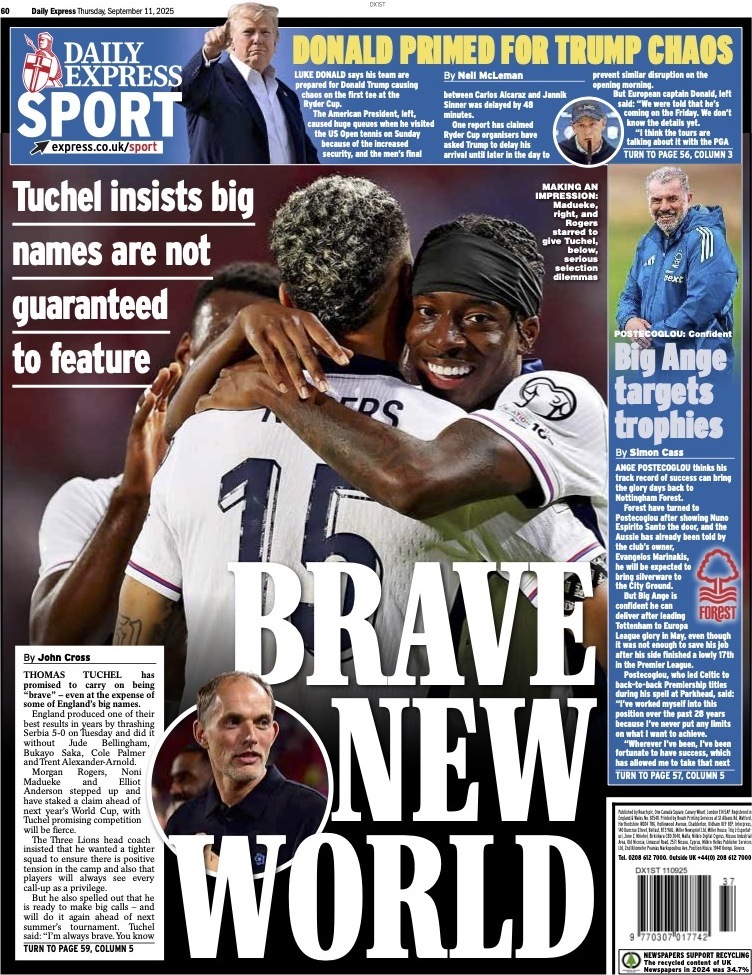 60 Daily Express Thursday, September 11, 2025
DX1ST
DAILY
EXPRESS
SPORT
express.co.uk/sport
DONALD PRIMED FOR TRUMP CHAOS
LUKE DONALD says his team are
prepared for Donald Trump causing
chaos on the first tee at the
Ryder Cup.
The American President, left,
caused huge queues when he visited
the US Open tennis on Sunday
because of the increased
security, and the men's final
By Neil McLeman
between Carlos Alcaraz and Jannik
Sinner was delayed by 48
minutes.
One report has claimed
Ryder Cup organisers have
asked Trump to delay his
arrival until later in the day to
prevent similar disruption on the
opening morning.
But European captain Donald, left
said: "We were told that he's
coming on the Friday. We don't
know the details yet.
"I think the tours are
talking about it with the PGA
TURN TO PAGE 56, COLUMN 3
Tuchel insists big
names are not
guaranteed
to feature
MAKING AN
IMPRESSION:
Madueke,
right, and
Rogers
starred to
give Tuchel,
below,
serious
selection
dilemmas
15
BRAVE
NEW
WORLD
By John Cross
THOMAS TUCHEL has
promised to carry on being
"brave" – even at the expense of
some of England's big names.
England produced one of their
best results in years by thrashing
Serbia 5-0 on Tuesday and did it
without Jude Bellingham,
Bukayo Saka, Cole Palmer
and Trent Alexander-Arnold.
Morgan Rogers, Noni
Madueke and Elliot
Anderson stepped up and
have staked a claim ahead of
next year's World Cup, with
Tuchel promising competition
will be fierce.
The Three Lions head coach
insisted that he wanted a tighter
squad to ensure there is positive
tension in the camp and also that
players will always see every
call-up as a privilege.
But he also spelled out that he
is ready to make big calls – and
will do it again ahead of next
summer's tournament. Tuchel
said: "I'm always brave. You know
TURN TO PAGE 59, COLUMN 5
POSTECOGLOU: Confident
Big Ange
targets
trophies
By Simon Cass
ANGE POSTECOGLOU thinks his
track record of success can bring
the glory days back to
Nottingham Forest.
Forest have turned to
Postecoglou after showing Nuno
Espirito Santo the door, and the
Aussie has already been told by
the club's owner,
Evangelos Marinakis,
he will be expected to
bring silverware to
the City Ground.
But Big Ange is
confident he can
deliver after leading
Tottenham to Europa
League glory in May, even though
it was not enough to save his job
after his side finished a lowly 17th
in the Premier League.
Postecoglou, who led Celtic to
back-to-back Premiership titles
during his spell at Parkhead, said:
"I've worked myself into this
position over the past 26 years
because I've never put any limits
on what I want to achieve.
"Wherever I've been, I've been
fortunate to have success, which
has allowed me to take that next
TURN TO PAGE 57, COLUMN 5
FOREST
Tel. 0208 612 7000. Outside UK +44(0) 208 612 7000
DX1ST 110925
37
9 770307 017742
NEWSPAPERS SUPPORT RECYCLING
The recycled content of UK
Newspapers in 2024 was 34.7%